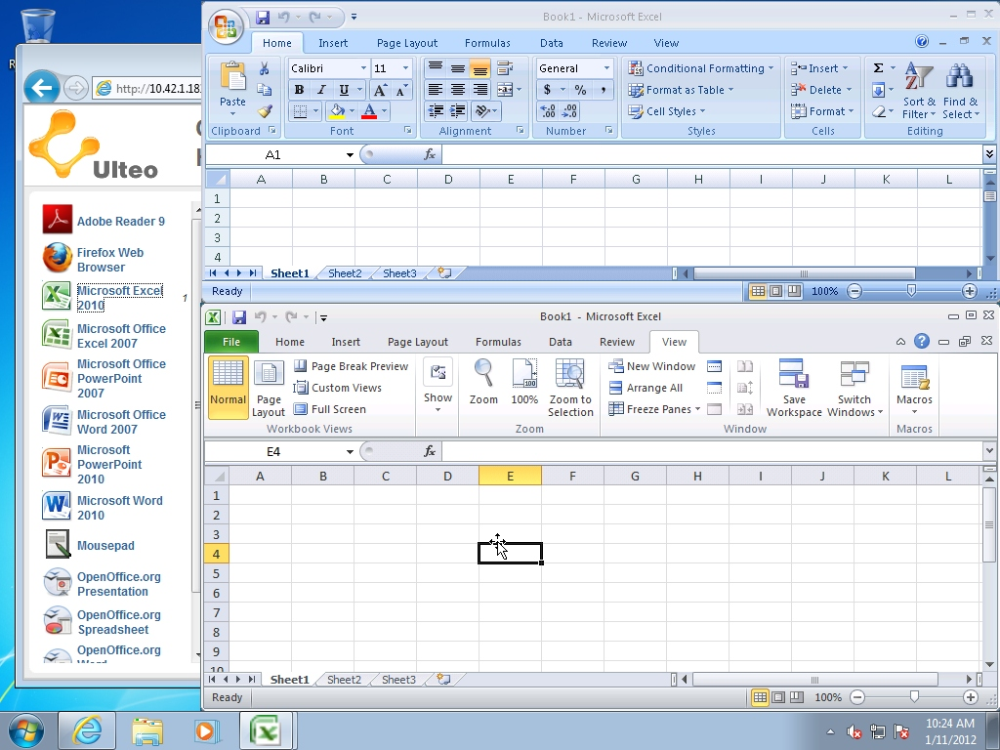 Book1 - Microsoft Excel
Home Insert Page Layout Formulas Data Review View
Calibri 11 General Conditional Formatting Insert Σ
Paste B I U A A $ % , Format as Table Delete Sort & Filter Find & Select
A Cell Styles Format
Clipboard Font Alignment Number Styles Cells Editing
A1 fx
A B C D E F G H I J K L
1
2
3
4
Sheet1 Sheet2 Sheet3
Ready 100%
http://10.42.1.18
Ulteo
Adobe Reader 9
Firefox Web
Browser
Microsoft Excel
2010
1
Microsoft Office
Excel 2007
Microsoft Office
PowerPoint
2007
Microsoft Office
Word 2007
Microsoft
PowerPoint
2010
Microsoft Word
2010
Mousepad
OpenOffice.org
Presentation
OpenOffice.org
Spreadsheet
OpenOffice.org
Book1 - Microsoft Excel
File Home Insert Page Layout Formulas Data Review View
Normal Page Layout Page Break Preview
Custom Views
Full Screen
Show Zoom 100% Zoom to Selection
New Window
Arrange All
Freeze Panes
Save Workspace Switch Windows Macros
Workbook Views Zoom Window Macros
E4 fx
A B C D E F G H I J K L
1
2
3
4
5
6
7
8
9
10
Sheet1 Sheet2 Sheet3
Ready 100%
10:24 AM
1/11/2012